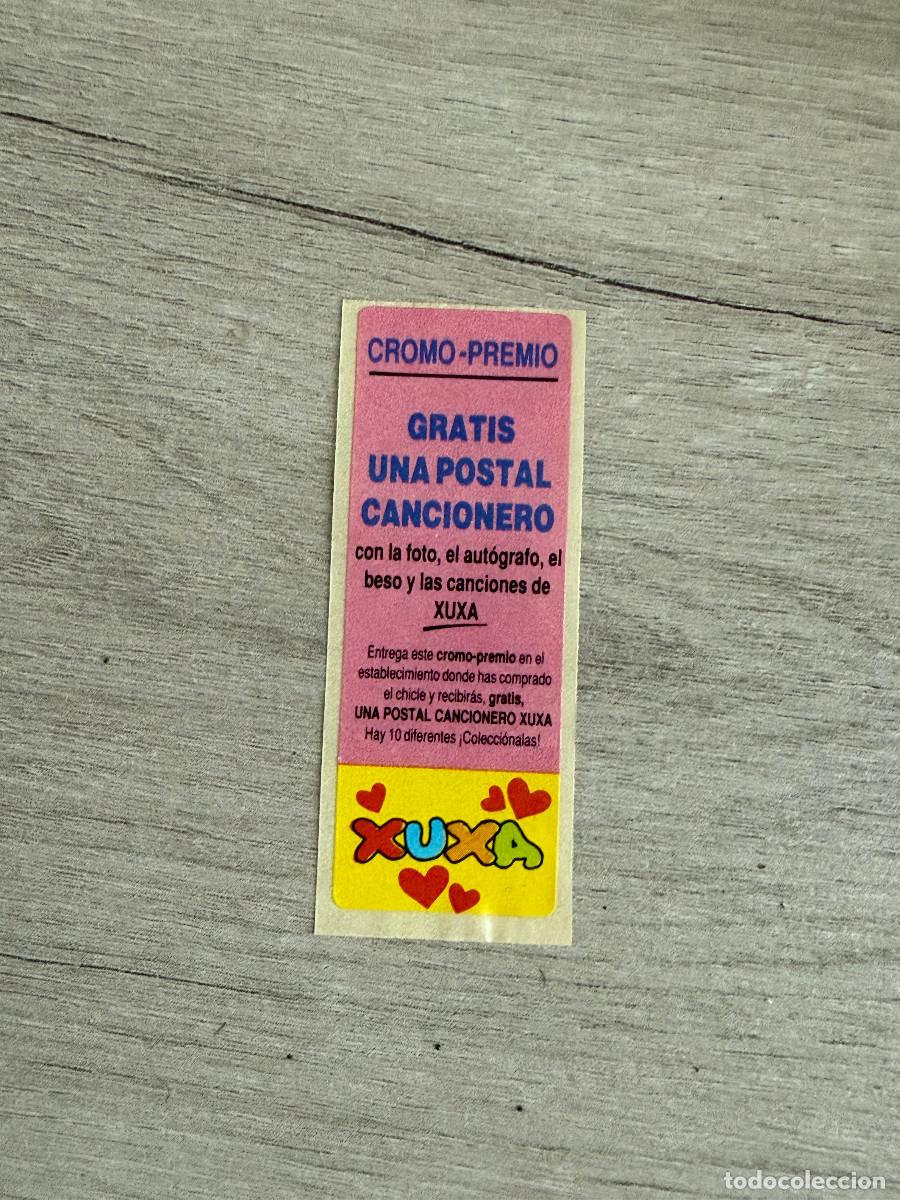 CROMO-PREMIO
GRATIS
UNA POSTAL
CANCIONERO
con la foto, el autógrafo, el
beso y las canciones de
XUXA
Entrega este cromo-premio en el
establecimiento donde has comprado
el chicle y recibirás, gratis,
UNA POSTAL CANCIONERO XUXA
Hay 10 diferentes ¡Colecciónalas!
XUXA
todocoleccion